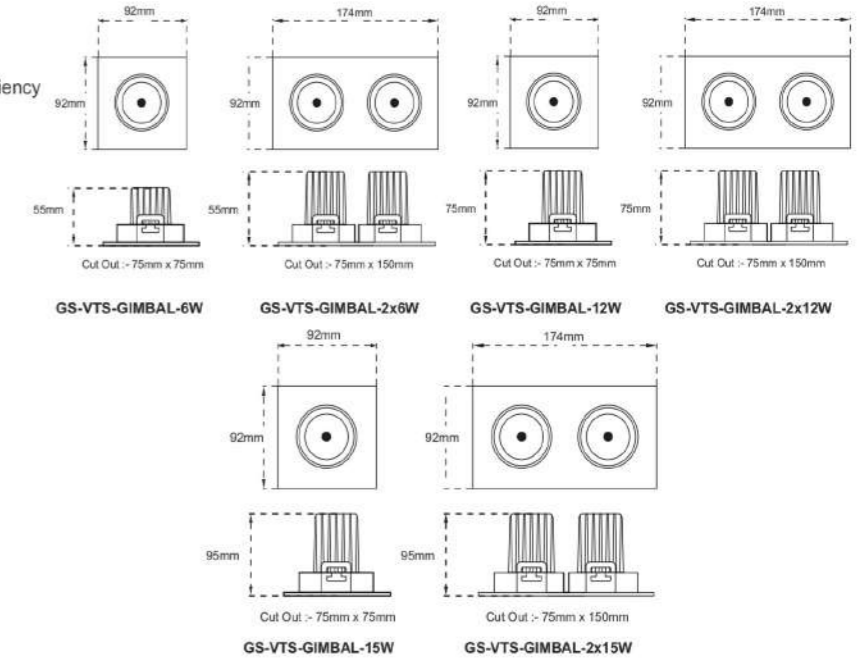 92mm 174mm 92mm 174mm
iency
92mm 92mm 92mm 92mm
55mm 55mm 75mm 75mm
Cut Out :- 75mm x 75mm Cut Out :- 75mm x 150mm Cut Out :- 75mm x 75mm Cut Out :- 75mm x 150mm
GS-VTS-GIMBAL-6W GS-VTS-GIMBAL-2x6W GS-VTS-GIMBAL-12W GS-VTS-GIMBAL-2x12W
92mm 174mm
92mm 92mm
95mm 95mm
Cut Out :- 75mm x 75mm Cut Out :- 75mm x 150mm
GS-VTS-GIMBAL-15W GS-VTS-GIMBAL-2x15W